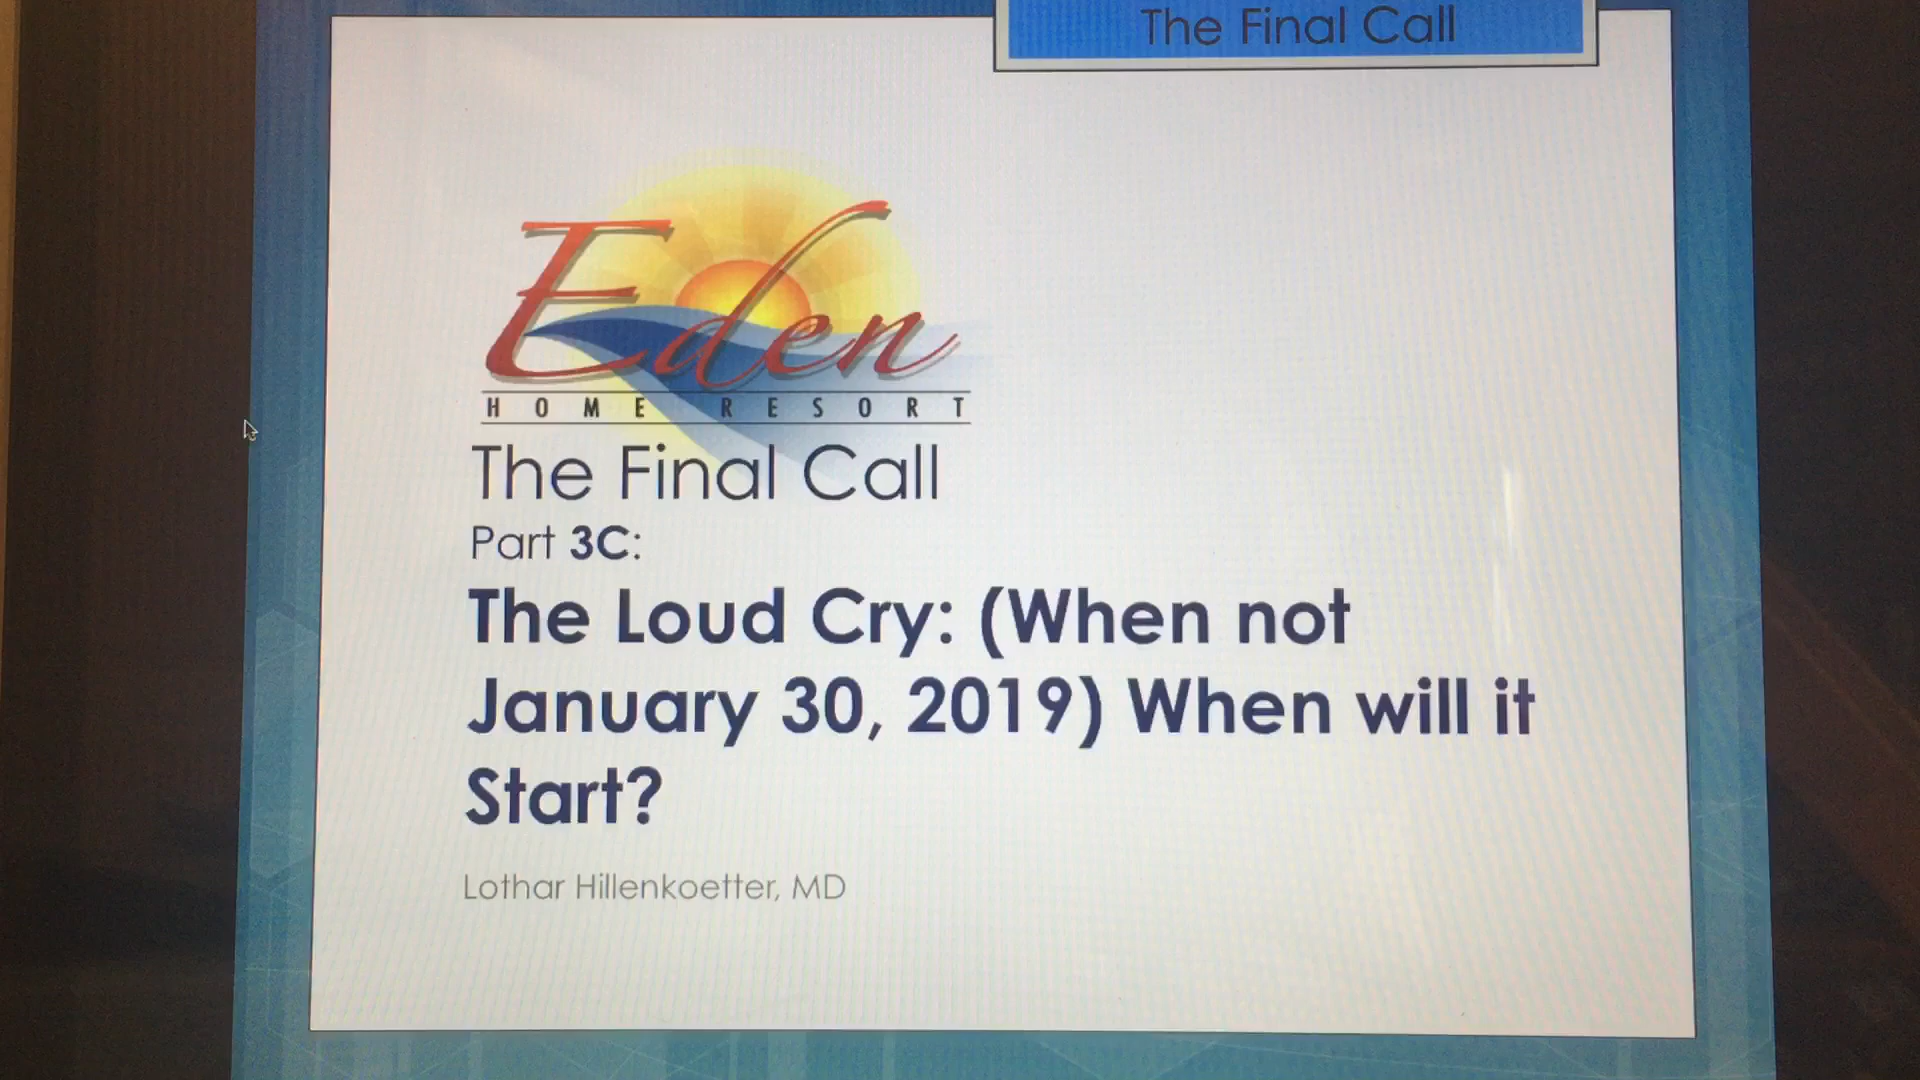 The Final Call
Eden
HOME RESORT
The Final Call
Part 3C:
The Loud Cry: (When not
January 30, 2019) When will it
Start?
Lothar Hillenkoetter, MD